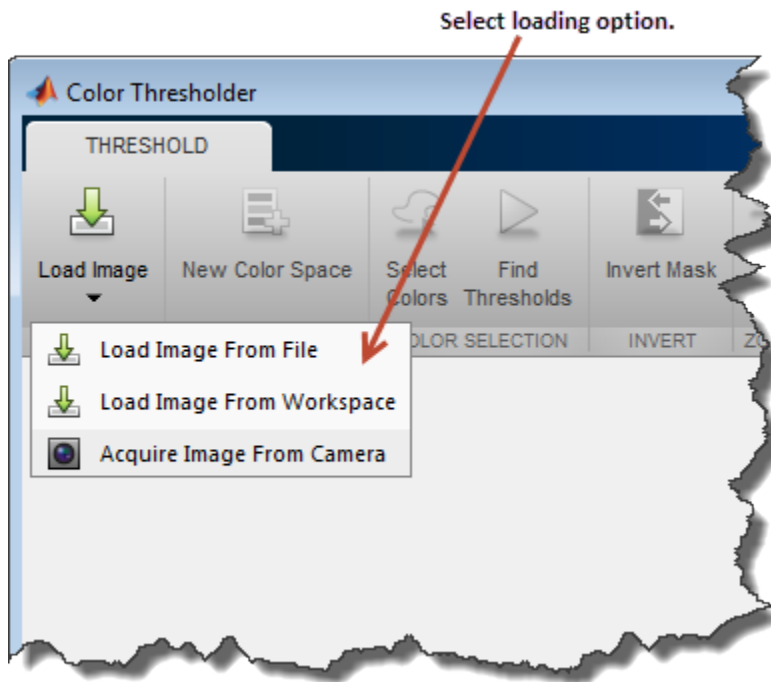 Select loading option.
Color Thresholder
THRESHOLD
Load Image
New Color Space
Select Colors
Find Thresholds
Invert Mask
COLOR SELECTION
INVERT
Load Image From File
Load Image From Workspace
Acquire Image From Camera